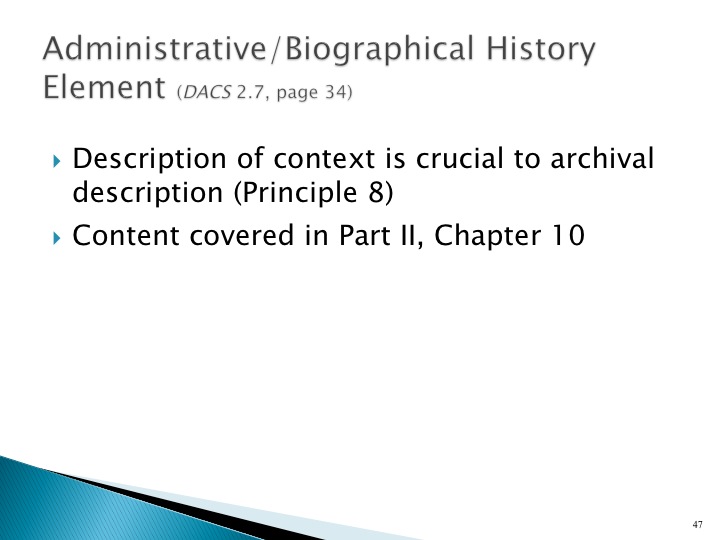 Administrative/Biographical History
Element (DACS 2.7, page 34)
Description of context is crucial to archival
description (Principle 8)
Content covered in Part II, Chapter 10
47